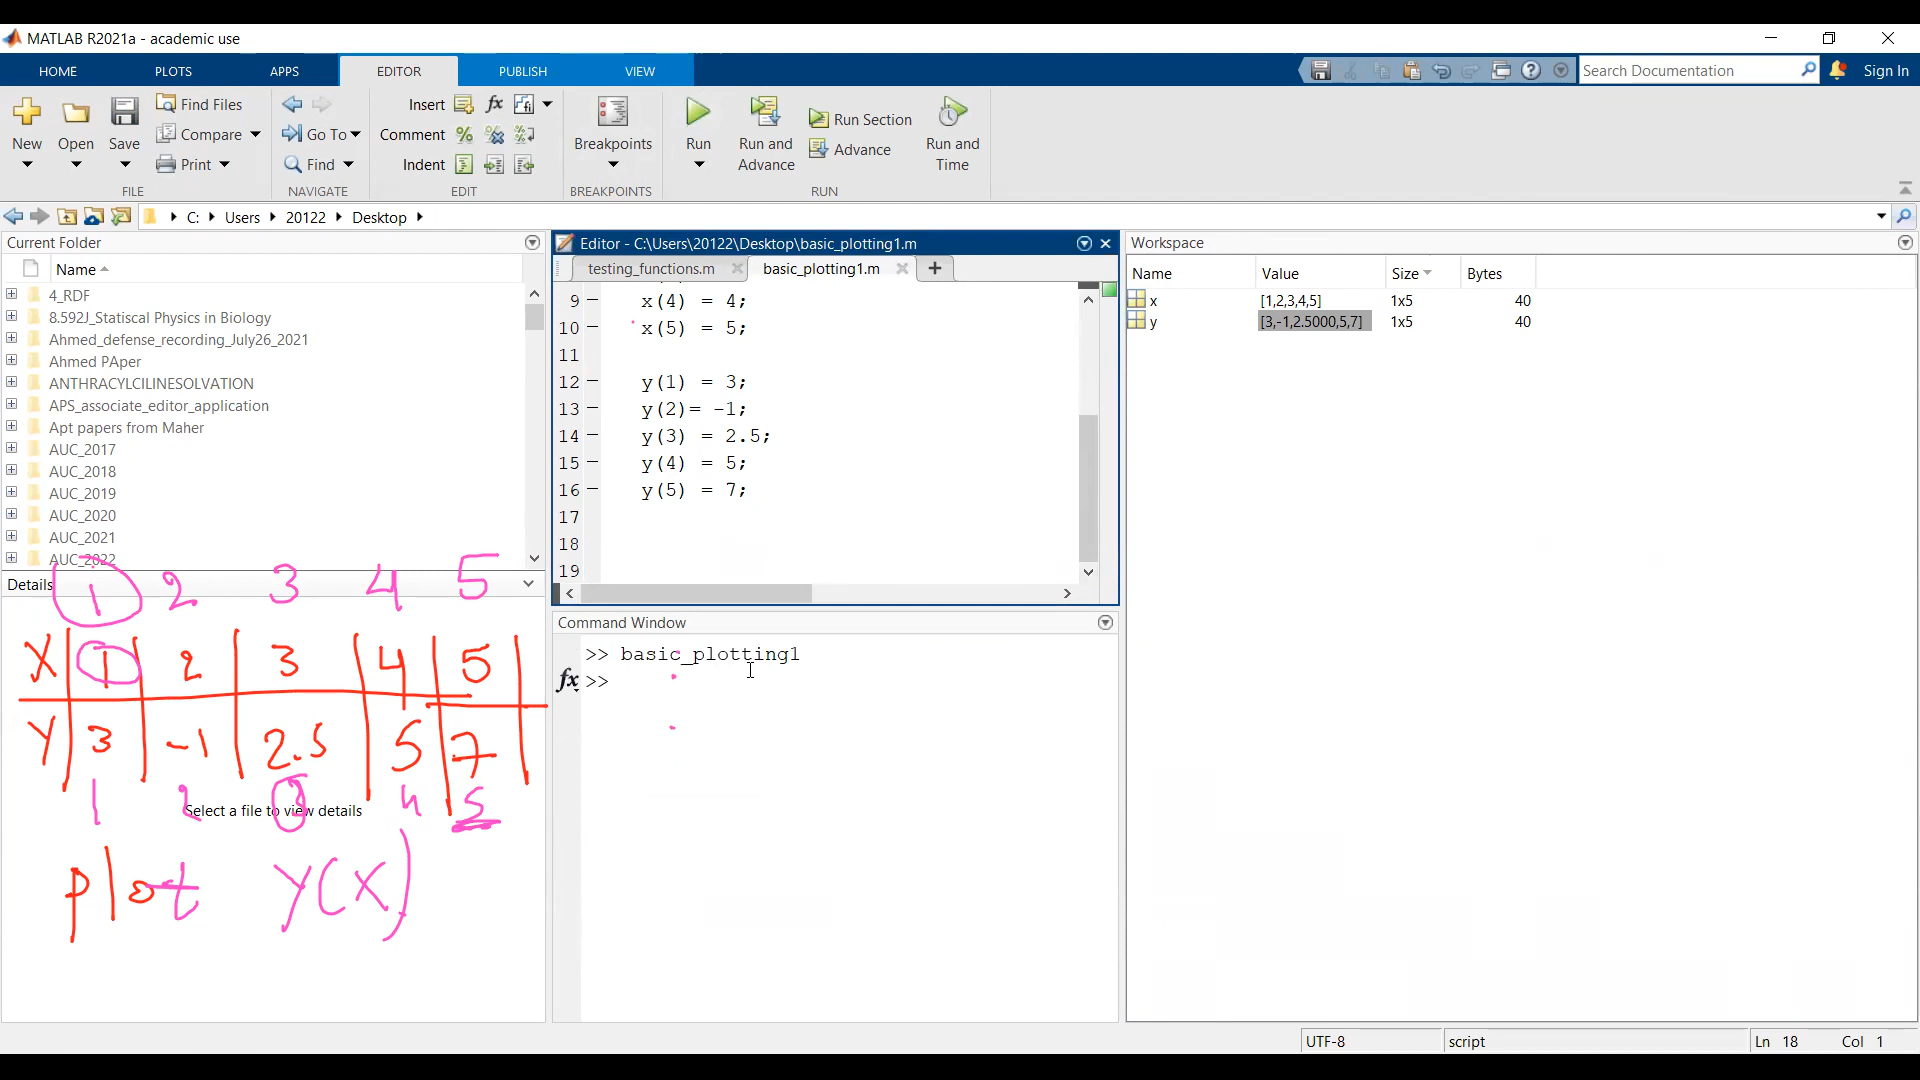 MATLAB R2021a - academic use
HOME PLOTS APPS EDITOR PUBLISH VIEW
Search Documentation
Sign In
New
Open
Save
Find Files
Compare
Print
FILE
Go To
Find
NAVIGATE
Insert fx
Comment
Indent
EDIT
Breakpoints
BREAKPOINTS
Run
Run and Advance
Run Section
Advance
Run and Time
RUN
C: Users 20122 Desktop
Current Folder
Name
4_RDF
8.592J_Statiscal Physics in Biology
Ahmed_defense_recording_July26_2021
Ahmed PAper
ANTHRACYLCILINESOLVATION
APS_associate_editor_application
Apt papers from Maher
AUC_2017
AUC_2018
AUC_2019
AUC_2020
AUC_2021
AUC_2022
Details
1 2 3 4 5
X 1 2 3 4 5
Y 3 -1 2.5 5 7
1 2 3 4 5
Select a file to view details
plot Y(X)
Editor - C:\Users\20122\Desktop\basic_plotting1.m
testing_functions.m basic_plotting1.m
9 x(4) = 4;
10 x(5) = 5;
11
12 y(1) = 3;
13 y(2)= -1;
14 y(3) = 2.5;
15 y(4) = 5;
16 y(5) = 7;
17
18
19
Command Window
>> basic_plotting1
fx >>
Workspace
Name Value Size Bytes
x [1,2,3,4,5] 1x5 40
y [3,-1,2.5000,5,7] 1x5 40
UTF-8 script Ln 18 Col 1